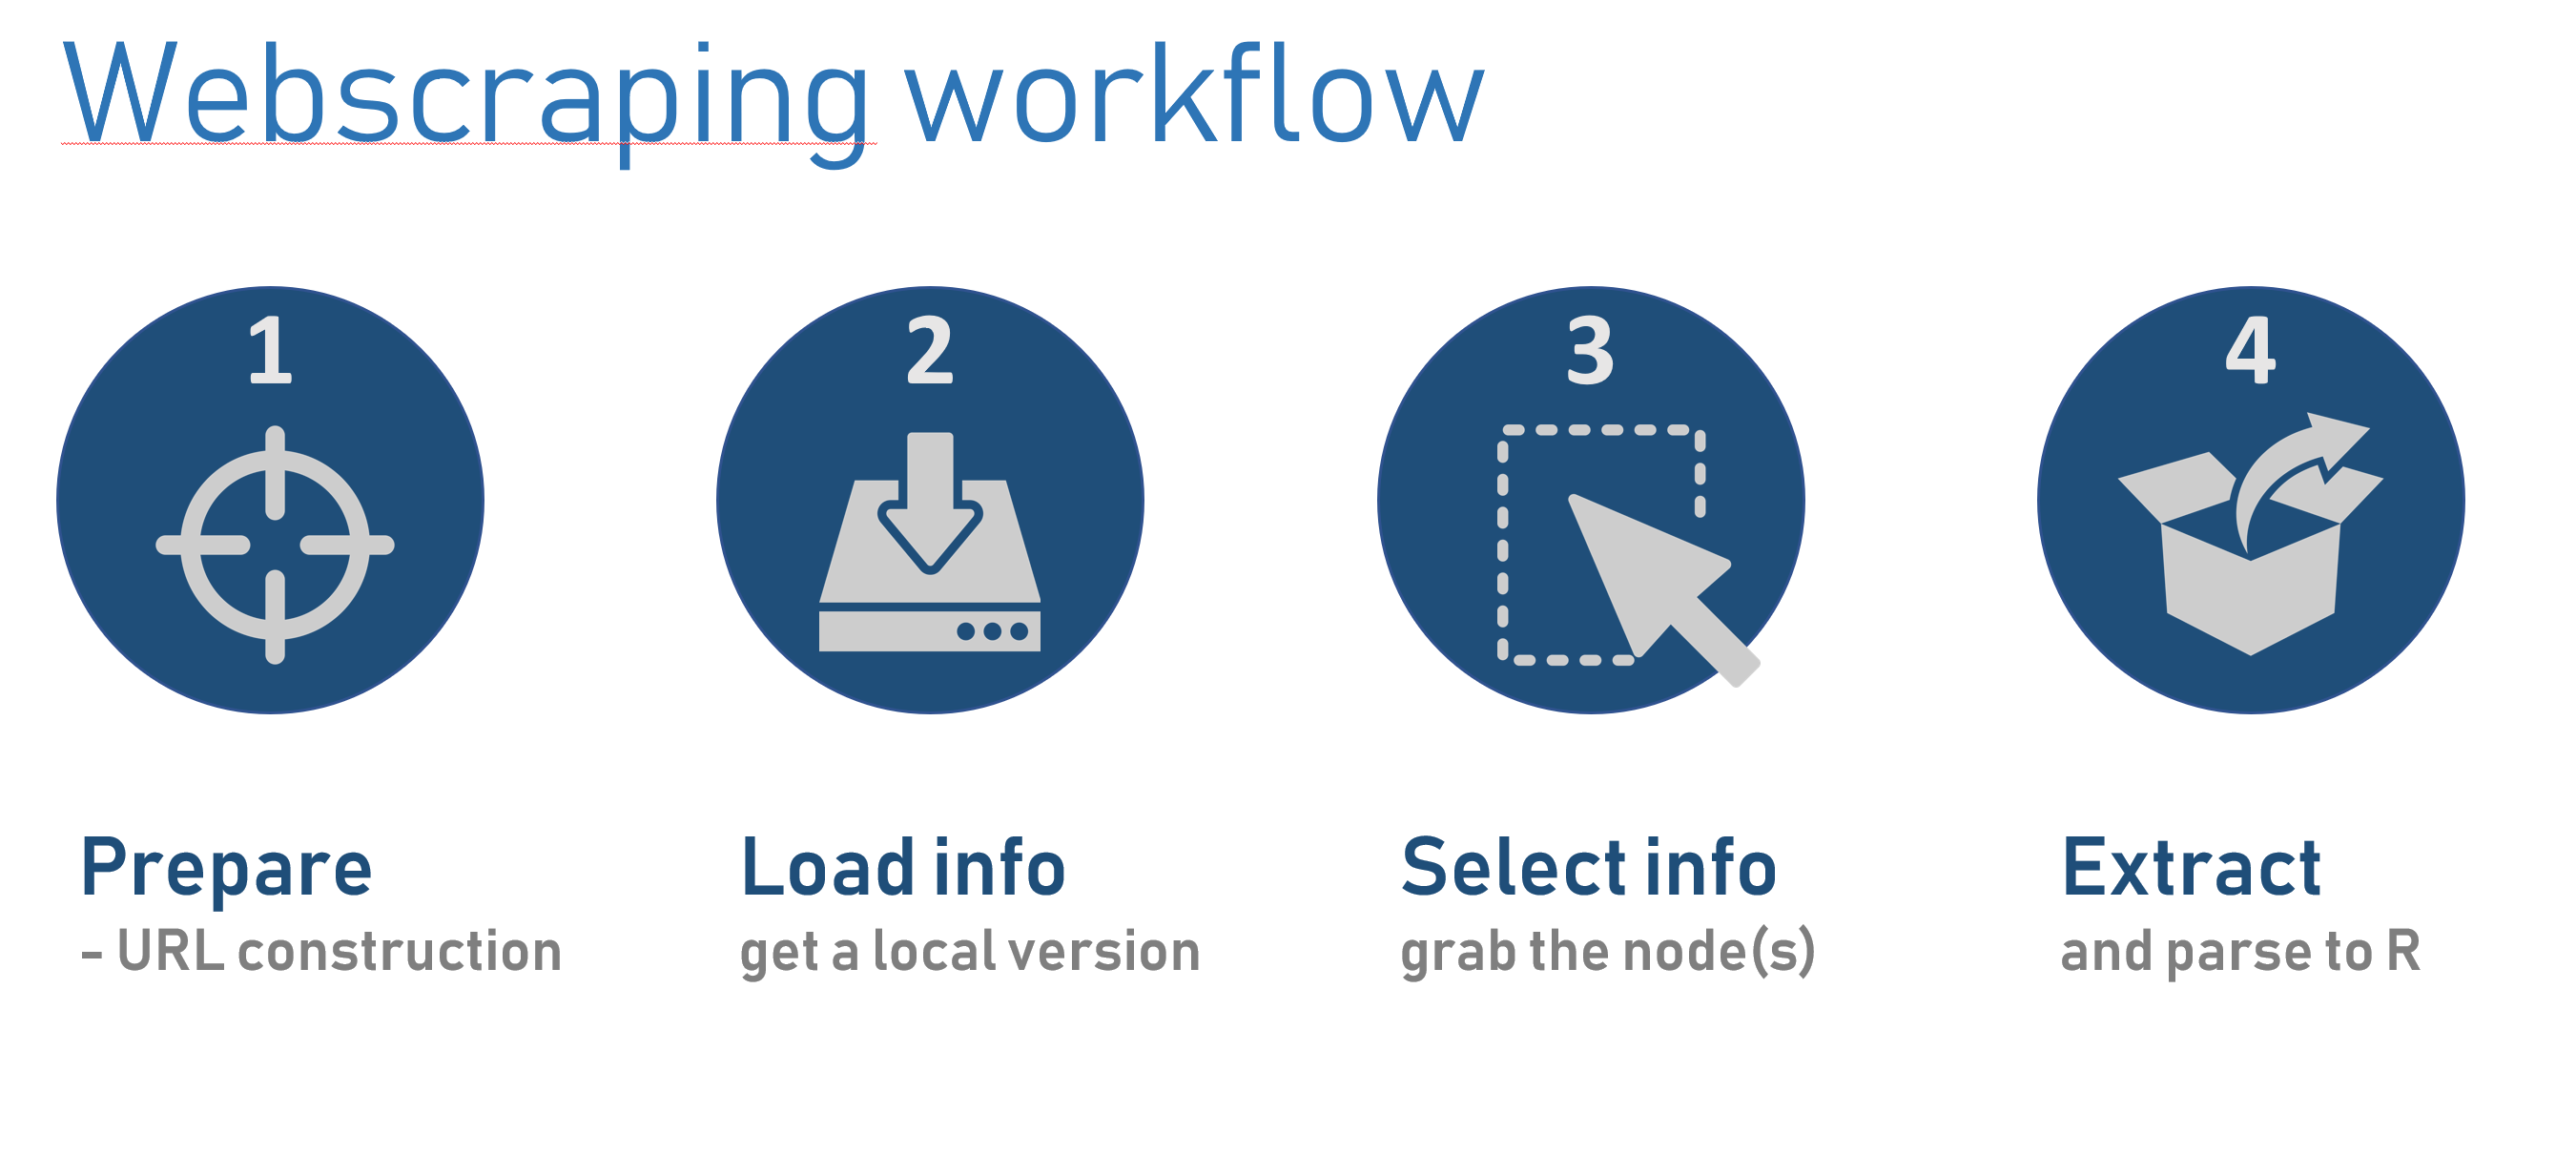 Webscraping workflow
1
2
3
4
Prepare
- URL construction
Load info
get a local version
Select info
grab the node(s)
Extract
and parse to R